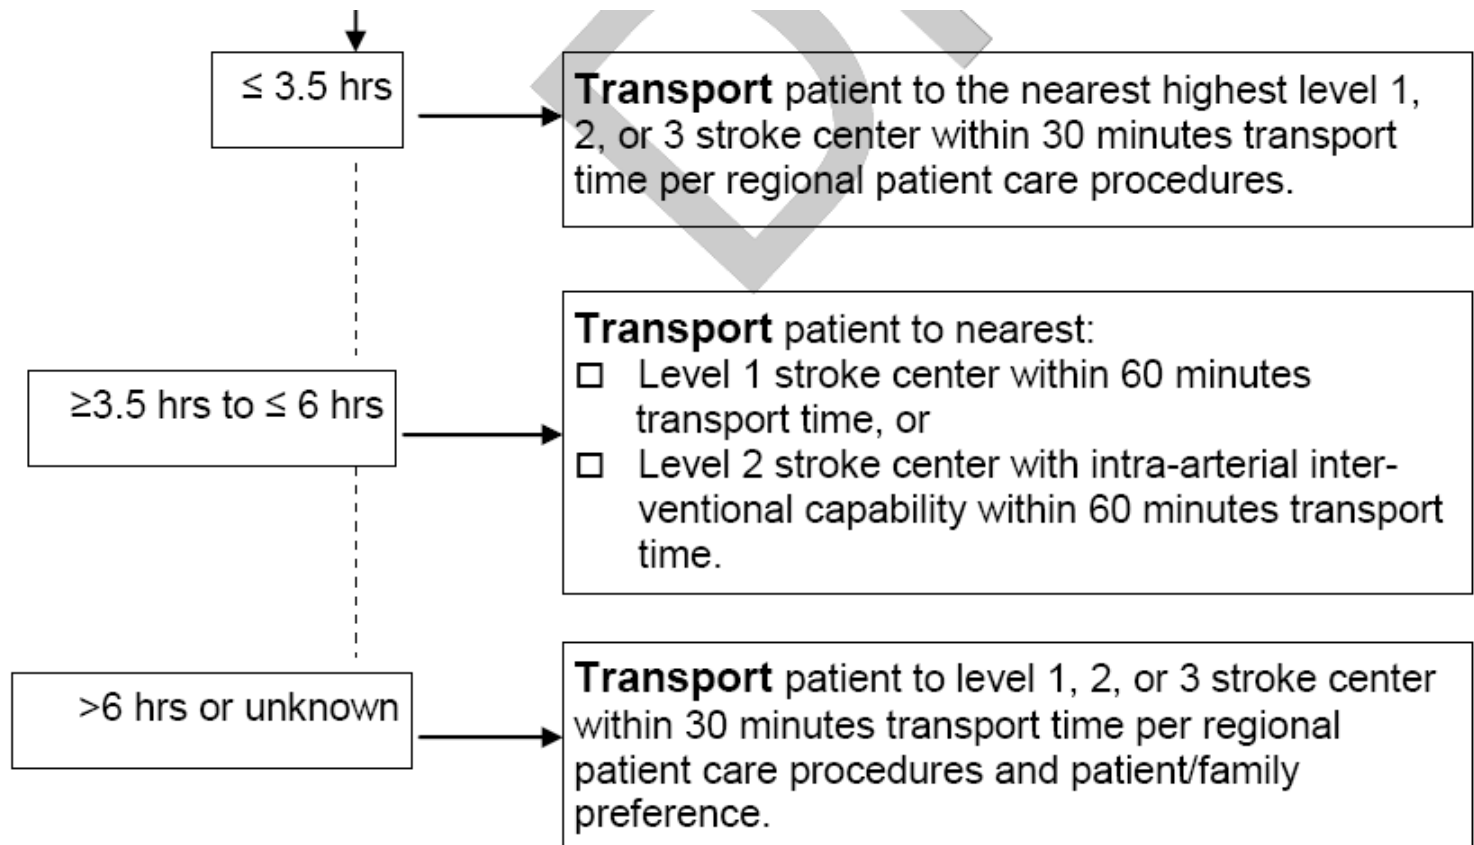 ≤ 3.5 hrs
Transport patient to the nearest highest level 1,
2, or 3 stroke center within 30 minutes transport
time per regional patient care procedures.
≥3.5 hrs to ≤ 6 hrs
Transport patient to nearest:
□ Level 1 stroke center within 60 minutes
transport time, or
□ Level 2 stroke center with intra-arterial inter-
ventional capability within 60 minutes transport
time.
>6 hrs or unknown
Transport patient to level 1, 2, or 3 stroke center
within 30 minutes transport time per regional
patient care procedures and patient/family
preference.